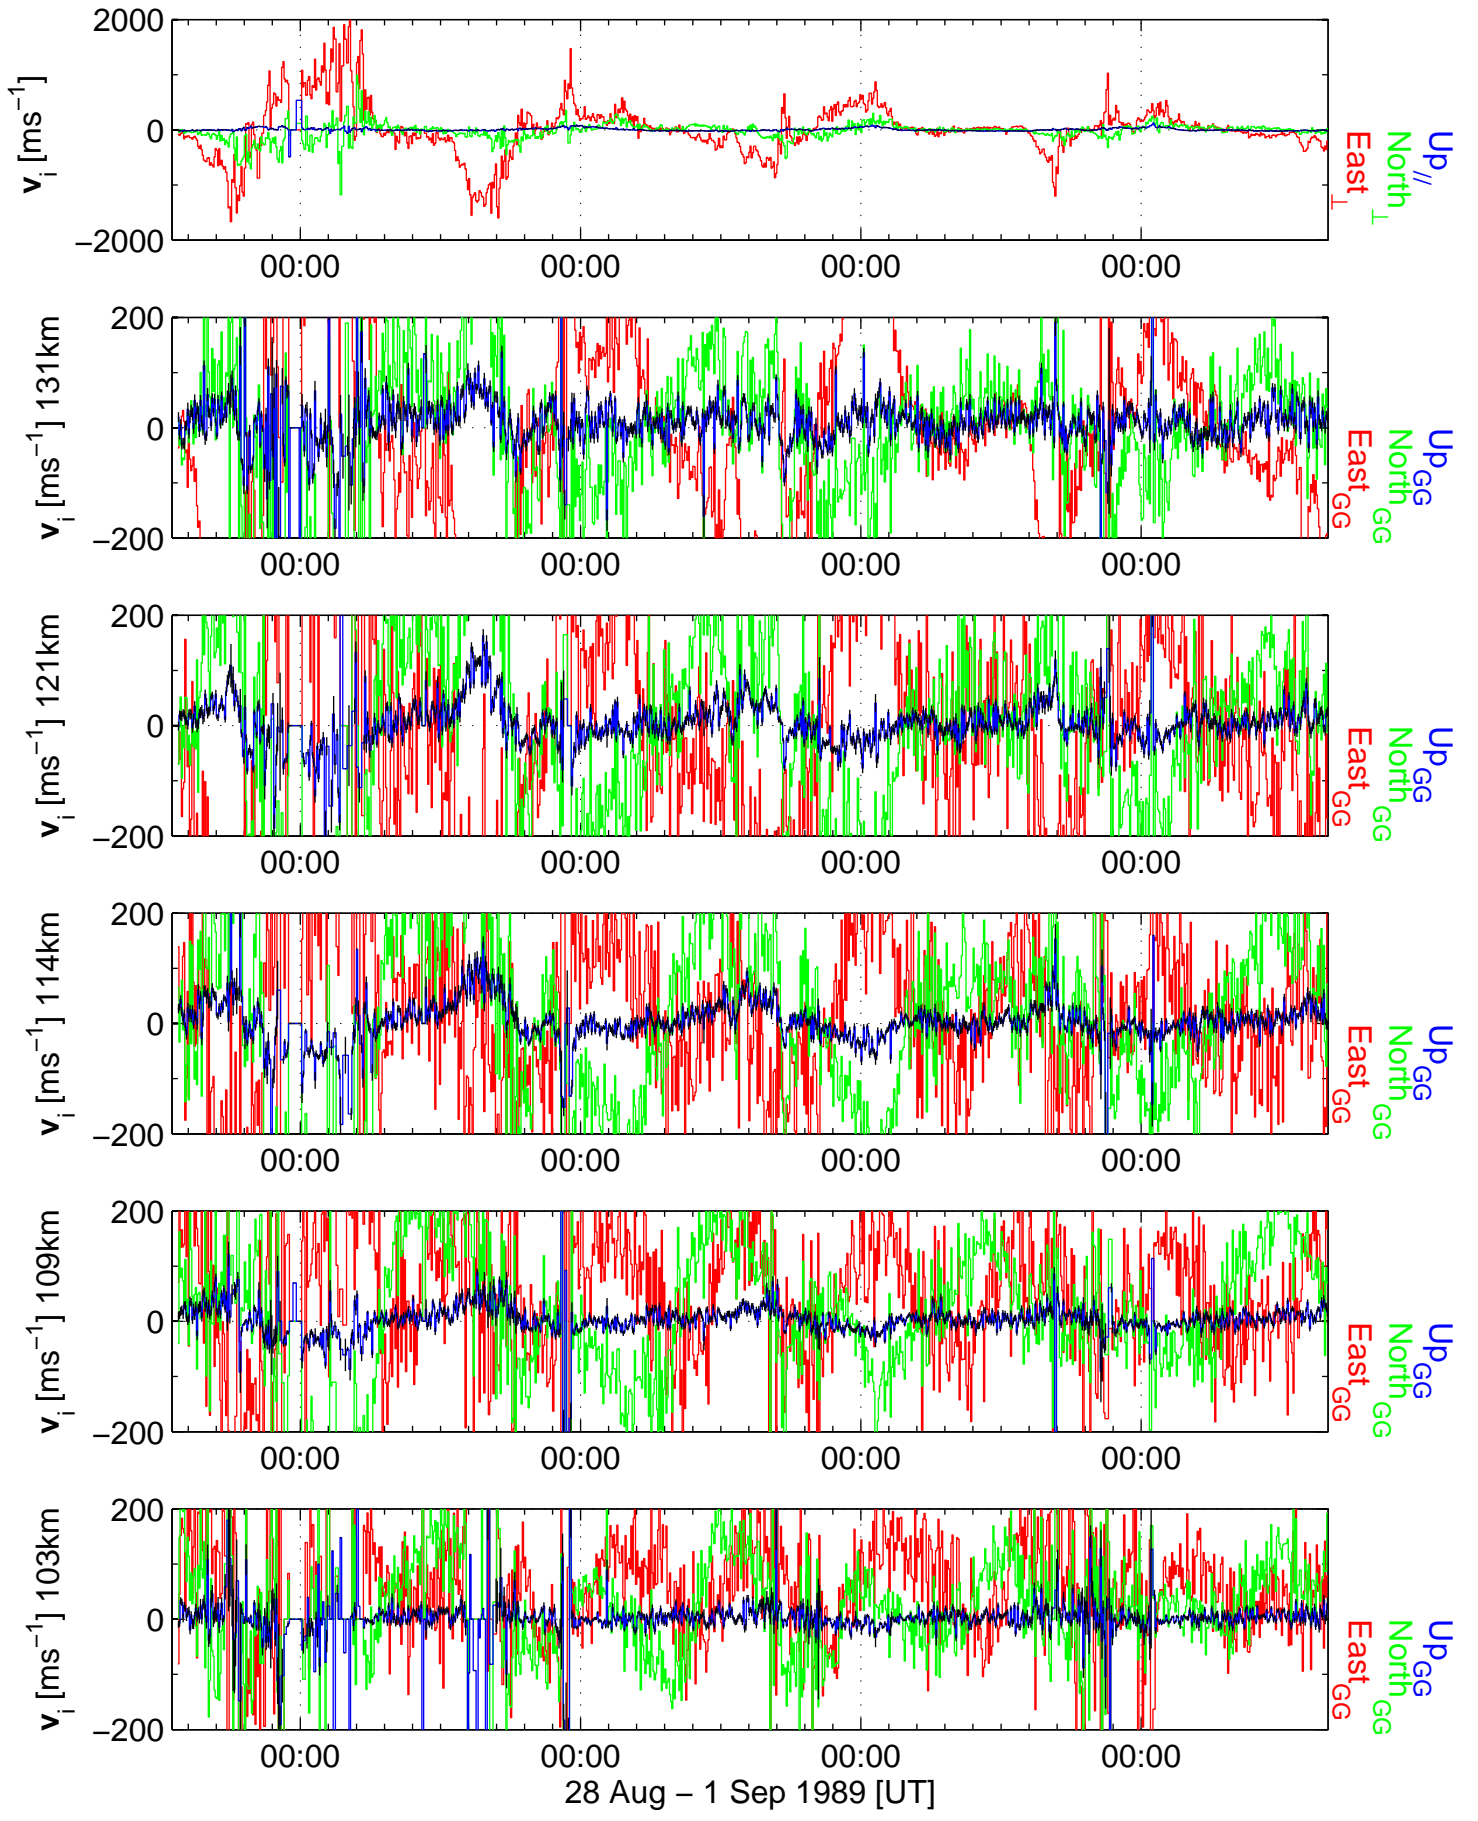 2000
0
−2000
v_i [ms⁻¹]
Up_//
North_⊥
East_⊥
00:00 00:00 00:00 00:00
200
0
−200
v_i [ms⁻¹] 131km
Up_GG
North_GG
East_GG
00:00 00:00 00:00 00:00
200
0
−200
v_i [ms⁻¹] 121km
Up_GG
North_GG
East_GG
00:00 00:00 00:00 00:00
200
0
−200
v_i [ms⁻¹] 114km
Up_GG
North_GG
East_GG
00:00 00:00 00:00 00:00
200
0
−200
v_i [ms⁻¹] 109km
Up_GG
North_GG
East_GG
00:00 00:00 00:00 00:00
200
0
−200
v_i [ms⁻¹] 103km
Up_GG
North_GG
East_GG
00:00 00:00 00:00 00:00
28 Aug − 1 Sep 1989 [UT]